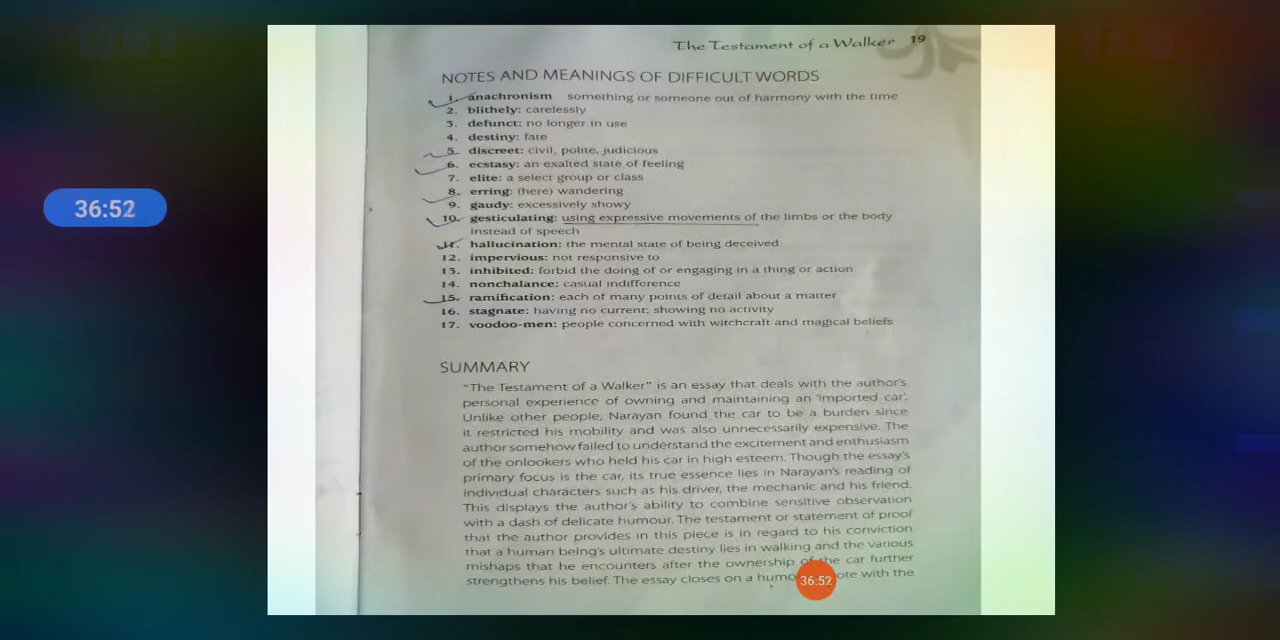 The Testament of a Walker 19
NOTES AND MEANINGS OF DIFFICULT WORDS
1. anachronism something or someone out of harmony with the time
2. blithely: carelessly
3. defunct: no longer in use
4. destiny: fate
5. discreet: civil, polite, judicious
6. ecstasy: an exalted state of feeling
7. elite: a select group or class
8. erring: (here) wandering
9. gaudy: excessively showy
10. gesticulating: using expressive movements of the limbs or the body
instead of speech
11. hallucination: the mental state of being deceived
12. impervious: not responsive to
13. inhibited: forbid the doing of or engaging in a thing or action
14. nonchalance: casual indifference
15. ramification: each of many points of detail about a matter
16. stagnate: having no current; showing no activity
17. voodoo-men: people concerned with witchcraft and magical beliefs
SUMMARY
"The Testament of a Walker" is an essay that deals with the author's
personal experience of owning and maintaining an 'imported car'.
Unlike other people, Narayan found the car to be a burden since
it restricted his mobility and was also unnecessarily expensive. The
author somehow failed to understand the excitement and enthusiasm
of the onlookers who held his car in high esteem. Though the essay's
primary focus is the car, its true essence lies in Narayan's reading of
individual characters such as his driver, the mechanic and his friend.
This displays the author's ability to combine sensitive observation
with a dash of delicate humour. The testament or statement of proof
that the author provides in this piece is in regard to his conviction
that a human being's ultimate destiny lies in walking and the various
mishaps that he encounters after the ownership of the car further
strengthens his belief. The essay closes on a humo ote with the
36:52
36:52